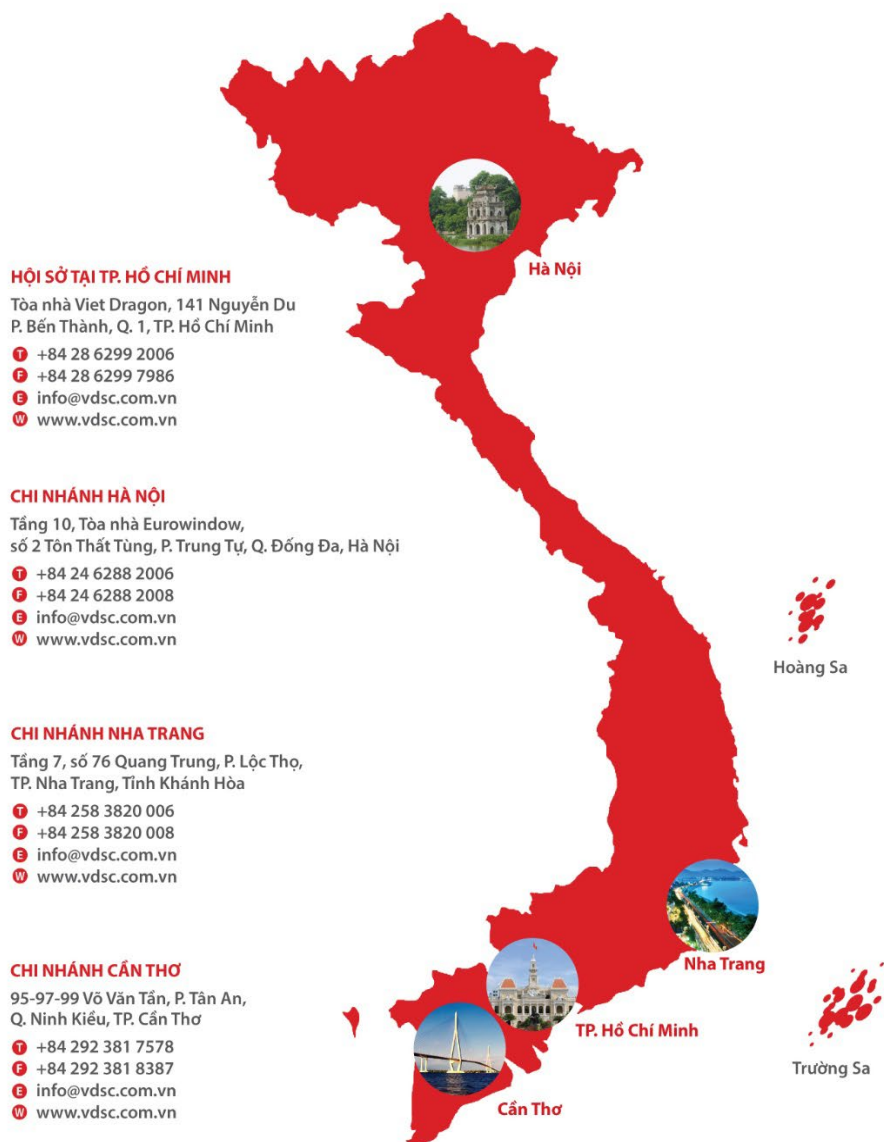 HỘI SỞ TẠI TP. HỒ CHÍ MINH
Tòa nhà Viet Dragon, 141 Nguyễn Du
P. Bến Thành, Q. 1, TP. Hồ Chí Minh
T +84 28 6299 2006
F +84 28 6299 7986
E info@vdsc.com.vn
W www.vdsc.com.vn
CHI NHÁNH HÀ NỘI
Tầng 10, Tòa nhà Eurowindow,
số 2 Tôn Thất Tùng, P. Trung Tự, Q. Đống Đa, Hà Nội
T +84 24 6288 2006
F +84 24 6288 2008
E info@vdsc.com.vn
W www.vdsc.com.vn
CHI NHÁNH NHA TRANG
Tầng 7, số 76 Quang Trung, P. Lộc Thọ,
TP. Nha Trang, Tỉnh Khánh Hòa
T +84 258 3820 006
F +84 258 3820 008
E info@vdsc.com.vn
W www.vdsc.com.vn
CHI NHÁNH CẦN THƠ
95-97-99 Võ Văn Tần, P. Tân An,
Q. Ninh Kiều, TP. Cần Thơ
T +84 292 381 7578
F +84 292 381 8387
E info@vdsc.com.vn
W www.vdsc.com.vn
Hà Nội
Hoàng Sa
Nha Trang
TP. Hồ Chí Minh
Trường Sa
Cần Thơ